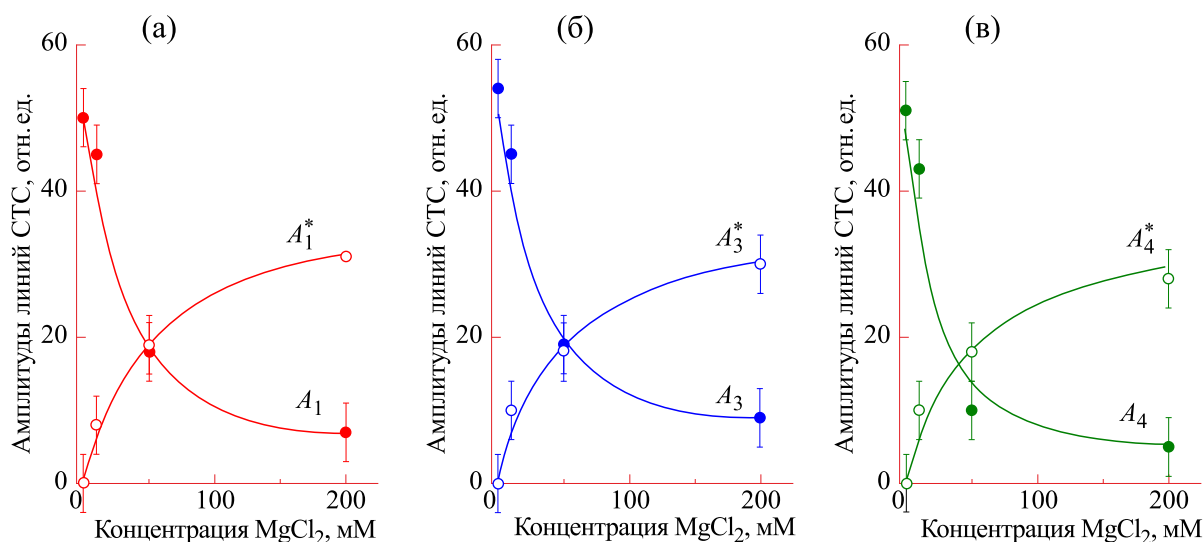 (а)
60
40
20
0
Амплитуды линий СТС, отн. ед.
A₁*
A₁
0
100
200
Концентрация MgCl₂, мМ
(б)
60
40
20
0
Амплитуды линий СТС, отн. ед.
A₃*
A₃
0
100
200
Концентрация MgCl₂, мМ
(в)
60
40
20
0
Амплитуды линий СТС, отн. ед.
A₄*
A₄
0
100
200
Концентрация MgCl₂, мМ